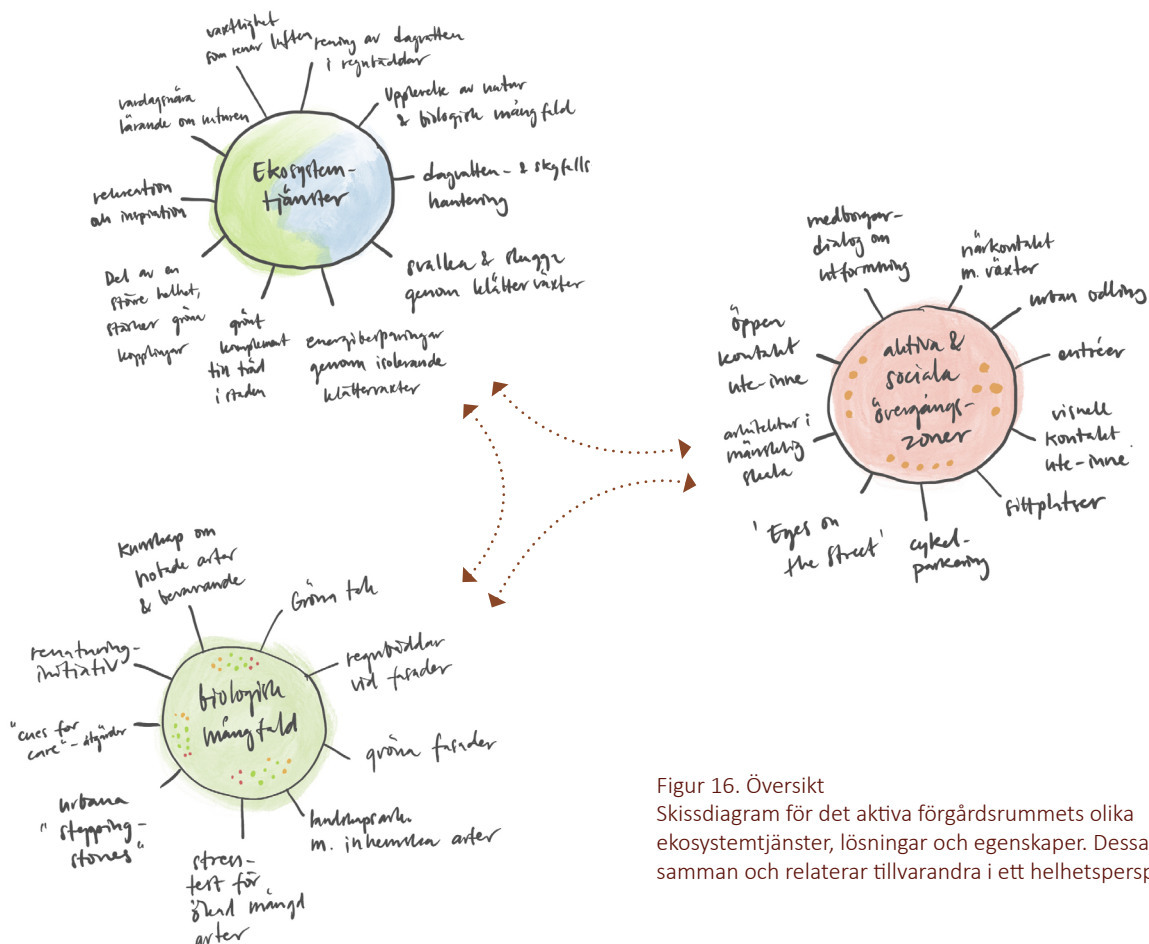 växtlighet
som renar luften
rening av dagvatten
i regnbäddar
Upplevelse av natur
& biologisk mångfald
dagvatten- & skyfalls
hantering
svalka & skugga
genom klätterväxter
energibesparingar
genom isolerande
klätterväxter
grönt
komplement
till träd
i staden
Del av en
större helhet,
stärker gröna
kopplingar
rekreation
och inspiration
vardagsnära
lärande om naturen
Ekosystem-
tjänster
medborgar-
dialog om
utformning
närkontakt
m. växter
urban odling
entréer
visuell
kontakt
ute-inne
sittplatser
cykel-
parkering
'Eyes on
the street'
arkitektur i
mänsklig
skala
öppen
kontakt
ute-inne
aktiva &
sociala
övergångs-
zoner
kunskap om
hotade arter
& bevarande
Gröna tak
regnbäddar
vid fasader
gröna fasader
landskapsark.
m. inhemska arter
stress-
test för
ökad mängd
arter
urbana
"stepping-
stones"
"cues for
care"-åtgärder
renaturing-
initiativ
biologisk
mångfald
Figur 16. Översikt
Skissdiagram för det aktiva förgårdsrummets olika
ekosystemtjänster, lösningar och egenskaper. Dessa
samman och relaterar tillvarandra i ett helhetspersp